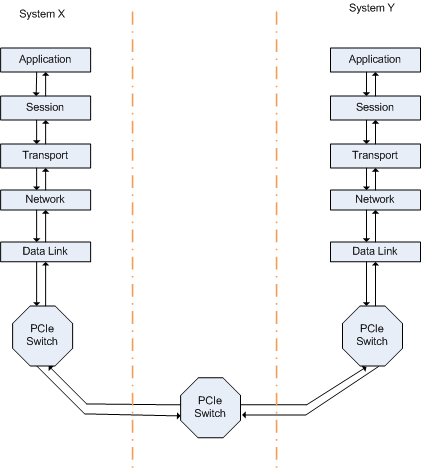 System X
System Y
Application
Application
Session
Session
Transport
Transport
Network
Network
Data Link
Data Link
PCIe
Switch
PCIe
Switch
PCIe
Switch